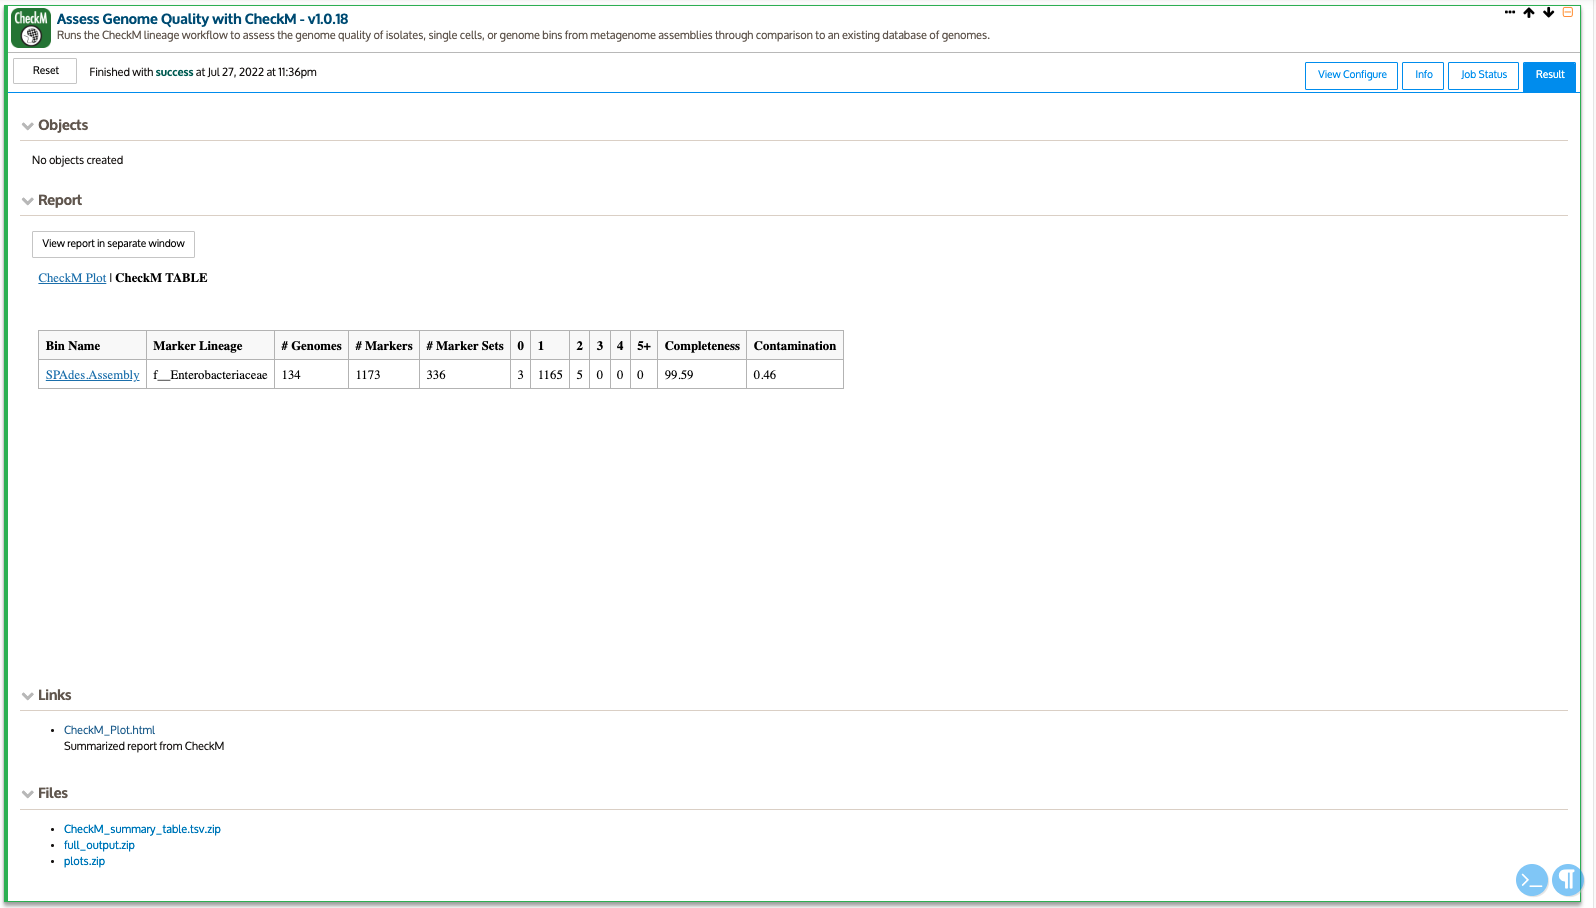 CheckM
Assess Genome Quality with CheckM - v1.0.18
Runs the CheckM lineage workflow to assess the genome quality of isolates, single cells, or genome bins from metagenome assemblies through comparison to an existing database of genomes.
Reset Finished with success at Jul 27, 2022 at 11:36pm View Configure Info Job Status Result
Objects
No objects created
Report
View report in separate window
CheckM Plot | CheckM TABLE
Bin Name Marker Lineage # Genomes # Markers # Marker Sets 0 1 2 3 4 5+ Completeness Contamination
SPAdes.Assembly f__Enterobacteriaceae 134 1173 336 3 1165 5 0 0 0 99.59 0.46
Links
CheckM_Plot.html
Summarized report from CheckM
Files
CheckM_summary_table.tsv.zip
full_output.zip
plots.zip